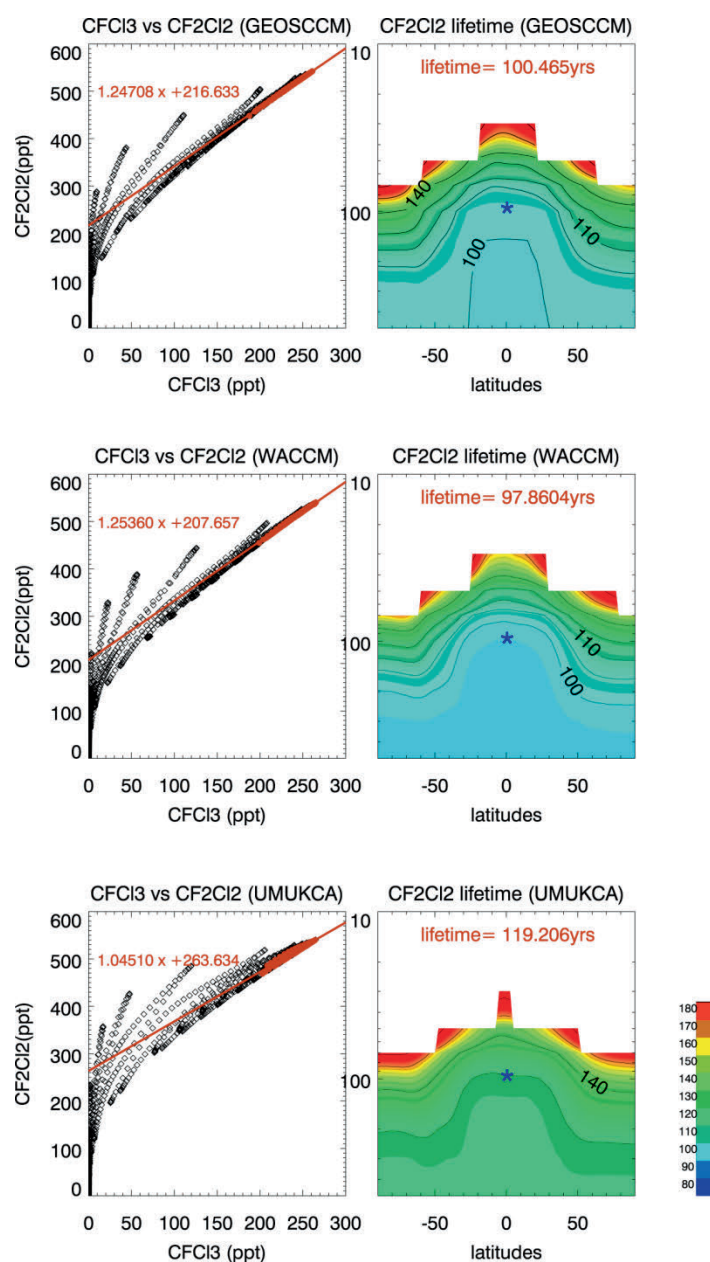 CFCl3 vs CF2Cl2 (GEOSCCM)
CF2Cl2 lifetime (GEOSCCM)
600
500
400
300
200
100
0
CF2Cl2(ppt)
1.24708 x +216.633
0 50 100 150 200 250 300
CFCl3 (ppt)
10
100
lifetime= 100.465yrs
140
110
100
*
-50 0 50
latitudes
CFCl3 vs CF2Cl2 (WACCM)
CF2Cl2 lifetime (WACCM)
600
500
400
300
200
100
0
CF2Cl2(ppt)
1.25360 x +207.657
0 50 100 150 200 250 300
CFCl3 (ppt)
10
100
lifetime= 97.8604yrs
110
100
*
-50 0 50
latitudes
CFCl3 vs CF2Cl2 (UMUKCA)
CF2Cl2 lifetime (UMUKCA)
600
500
400
300
200
100
0
CF2Cl2(ppt)
1.04510 x +263.634
0 50 100 150 200 250 300
CFCl3 (ppt)
10
100
lifetime= 119.206yrs
140
*
-50 0 50
latitudes
180
170
160
150
140
130
120
110
100
90
80